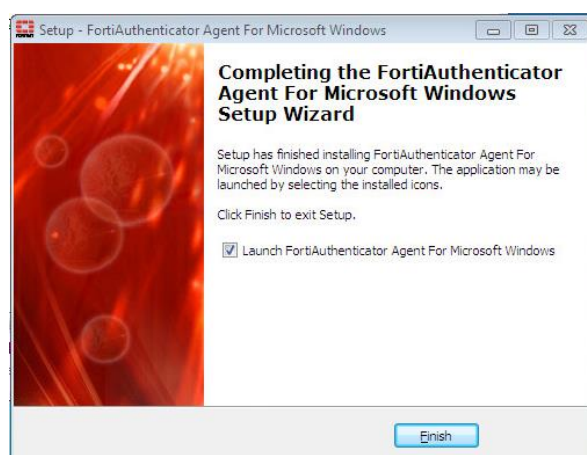 Setup - FortiAuthenticator Agent For Microsoft Windows
Completing the FortiAuthenticator
Agent For Microsoft Windows
Setup Wizard
Setup has finished installing FortiAuthenticator Agent For
Microsoft Windows on your computer. The application may be
launched by selecting the installed icons.
Click Finish to exit Setup.
Launch FortiAuthenticator Agent For Microsoft Windows
Finish